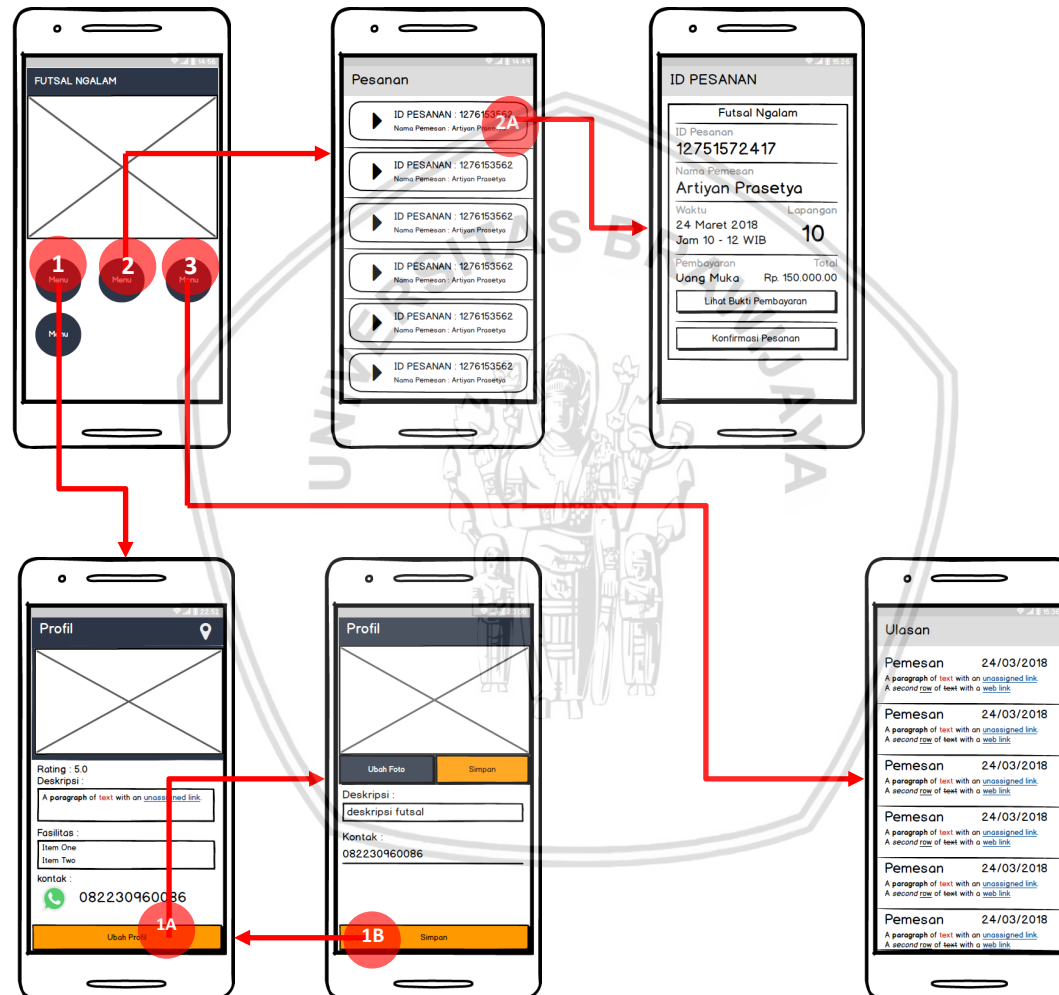 14:56
FUTSAL NGALAM
1
2
3
Menu
Menu
Menu
Menu
14:49
Pesanan
ID PESANAN : 1276153562
Nama Pemesan : Artiyan Prasetya
2A
ID PESANAN : 1276153562
Nama Pemesan : Artiyan Prasetya
ID PESANAN : 1276153562
Nama Pemesan : Artiyan Prasetya
ID PESANAN : 1276153562
Nama Pemesan : Artiyan Prasetya
ID PESANAN : 1276153562
Nama Pemesan : Artiyan Prasetya
ID PESANAN : 1276153562
Nama Pemesan : Artiyan Prasetya
ID PESANAN
Futsal Ngalam
ID Pesanan
12751572417
Nama Pemesan
Artiyan Prasetya
Waktu Lapangan
24 Maret 2018
Jam 10 - 12 WIB
10
Pembayaran Total
Uang Muka Rp. 150.000.00
Lihat Bukti Pembayaran
Konfirmasi Pesanan
UNIVERSITAS BRAWIJAYA
Profil
Rating : 5.0
Deskripsi :
A paragraph of text with an unassigned link.
Fasilitas :
Item One
Item Two
kontak :
082230960086
1A
Ubah Profil
Profil
Ubah Foto
Simpan
Deskripsi :
deskripsi futsal
Kontak :
082230960086
1B
Simpan
Ulasan
Pemesan 24/03/2018
A paragraph of text with an unassigned link.
A second row of text with a web link
Pemesan 24/03/2018
A paragraph of text with an unassigned link.
A second row of text with a web link
Pemesan 24/03/2018
A paragraph of text with an unassigned link.
A second row of text with a web link
Pemesan 24/03/2018
A paragraph of text with an unassigned link.
A second row of text with a web link
Pemesan 24/03/2018
A paragraph of text with an unassigned link.
A second row of text with a web link
Pemesan 24/03/2018
A paragraph of text with an unassigned link.
A second row of text with a web link